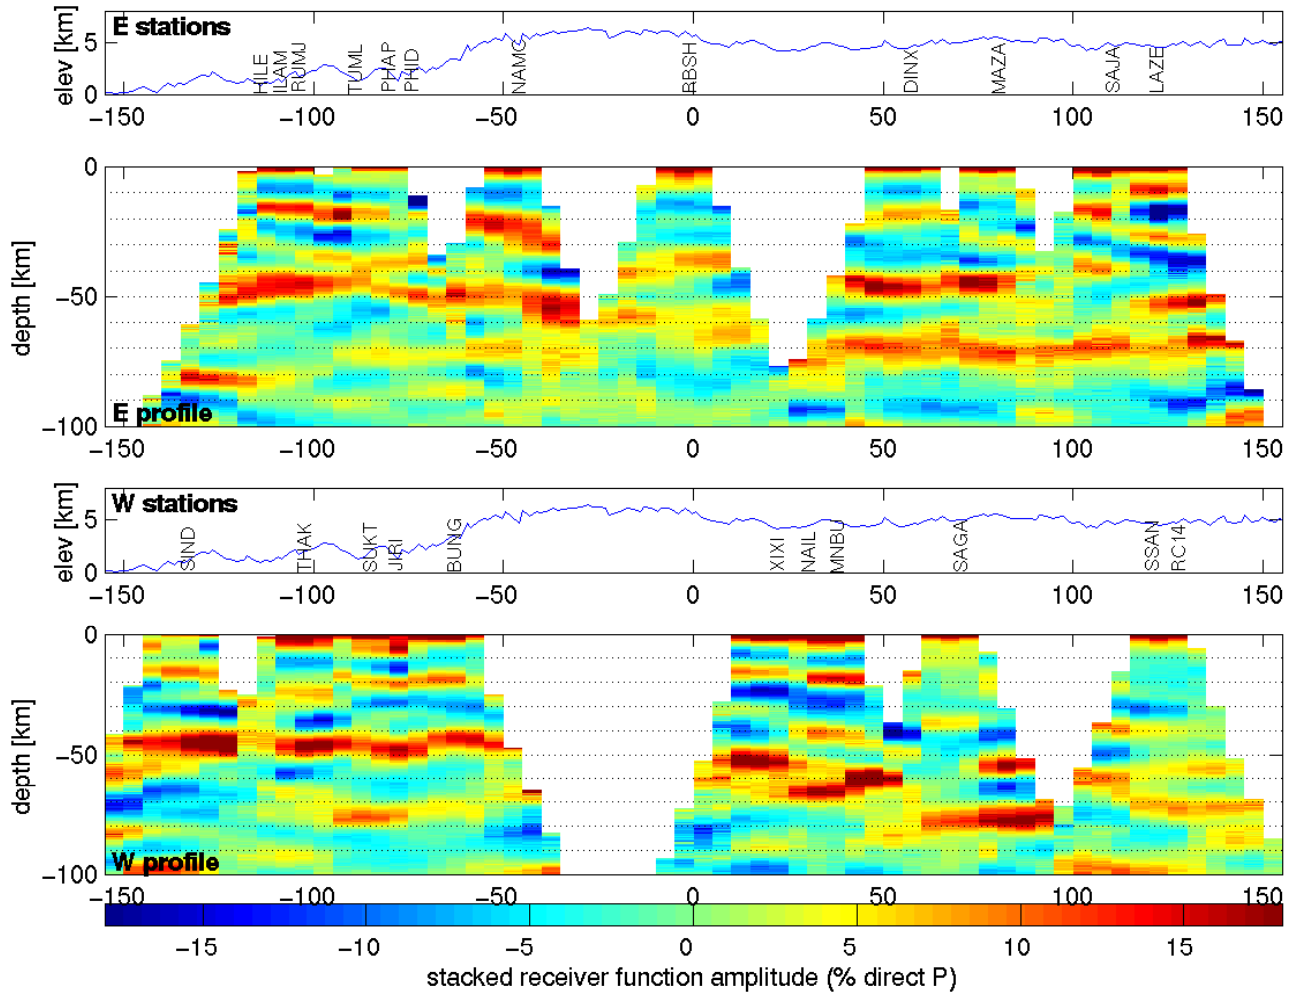 E stations
elev [km]
5
0
HILE
ILAM
RUMJ
TUML
PHAP
PHID
NAMC
RBSH
DINX
MAZA
SAJA
LAZE
−150 −100 −50 0 50 100 150
depth [km]
0
−50
−100
E profile
−150 −100 −50 0 50 100 150
W stations
elev [km]
5
0
SIND
THAK
SUKT
JIRI
BUNG
XIXI
NAIL
MNBU
SAGA
SSAN
RC14
−150 −100 −50 0 50 100 150
depth [km]
0
−50
−100
W profile
−150 −100 −50 0 50 100 150
−15 −10 −5 0 5 10 15
stacked receiver function amplitude (% direct P)